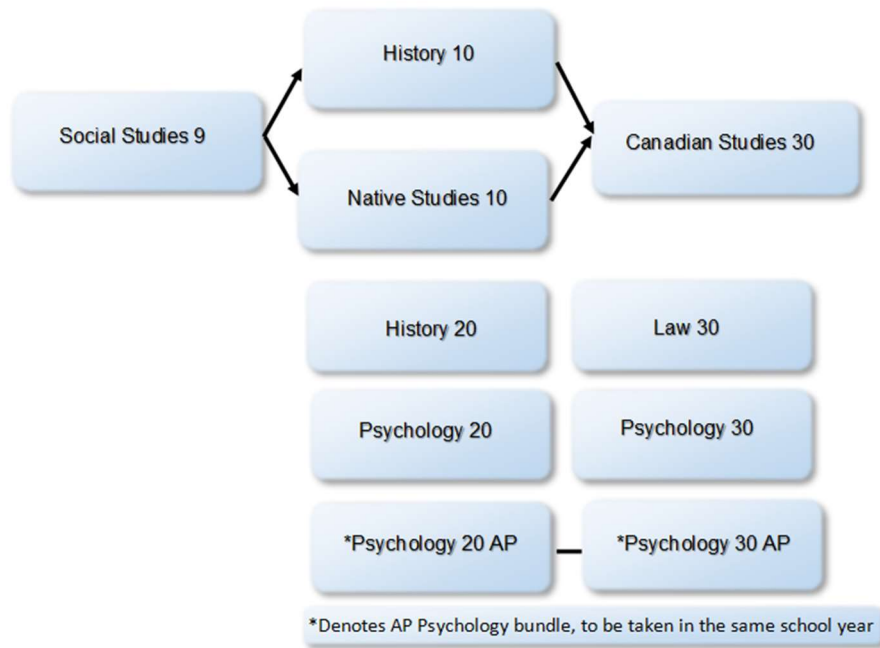 History 10
Social Studies 9
Canadian Studies 30
Native Studies 10
History 20
Law 30
Psychology 20
Psychology 30
*Psychology 20 AP
*Psychology 30 AP
*Denotes AP Psychology bundle, to be taken in the same school year